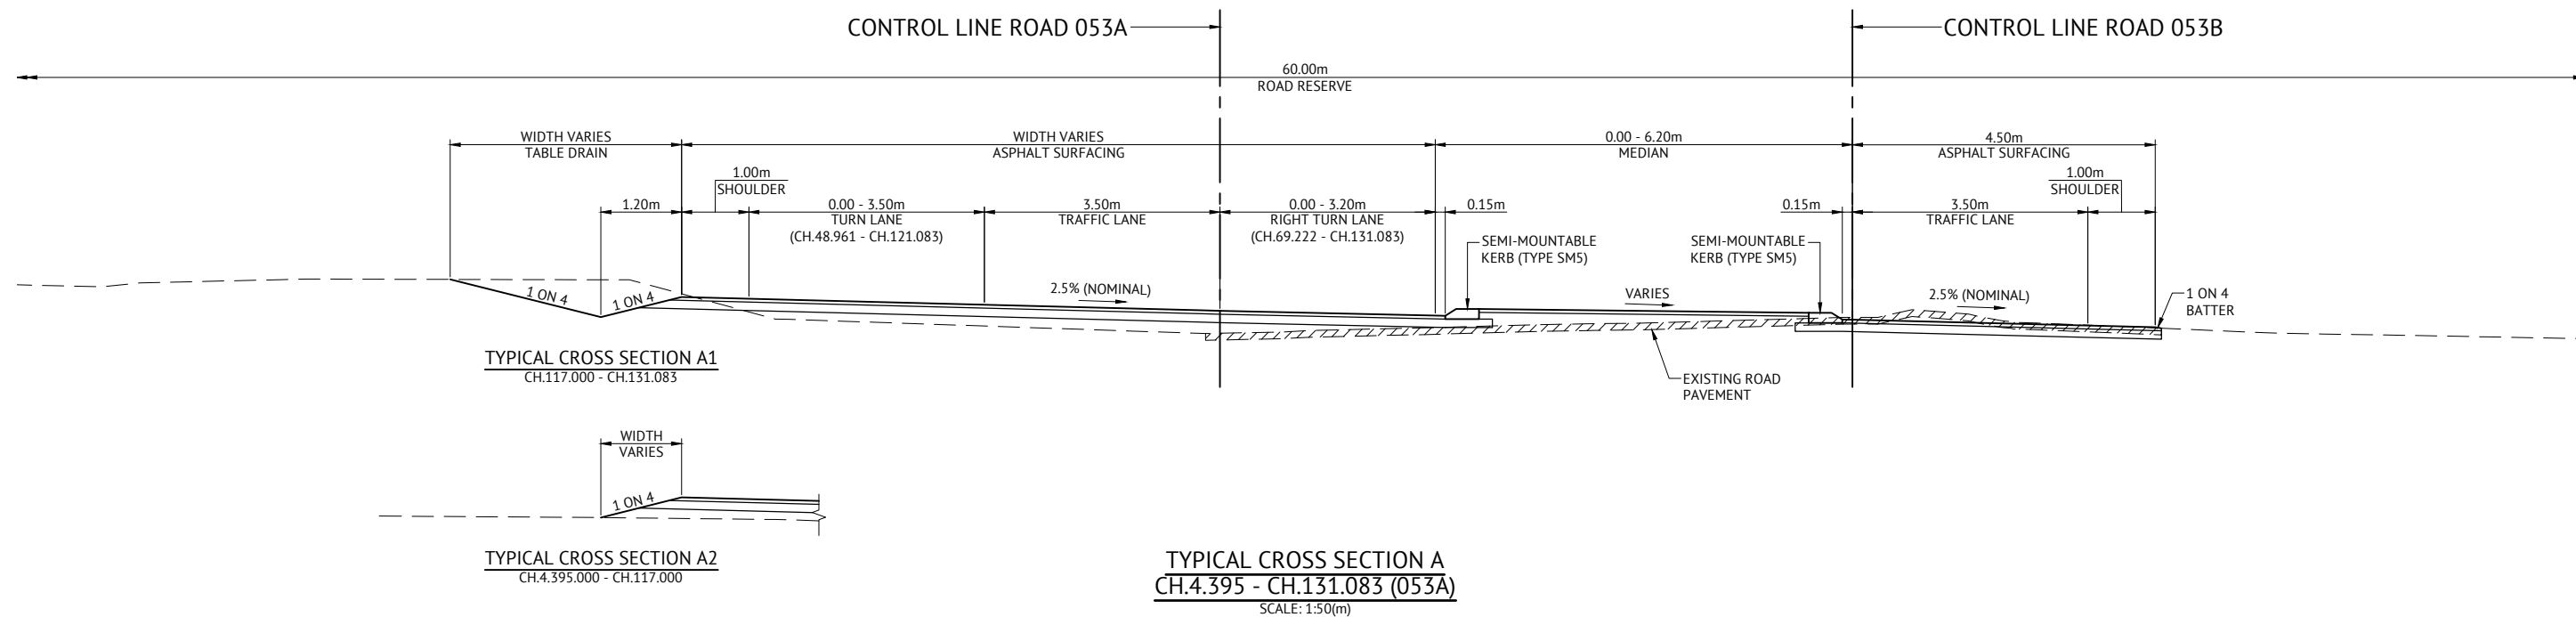 CONTROL LINE ROAD 053A
CONTROL LINE ROAD 053B
60.00m
ROAD RESERVE
WIDTH VARIES
TABLE DRAIN
WIDTH VARIES
ASPHALT SURFACING
0.00 - 6.20m
MEDIAN
4.50m
ASPHALT SURFACING
1.00m
SHOULDER
1.00m
SHOULDER
1.20m
0.00 - 3.50m
TURN LANE
(CH.48.961 - CH.121.083)
3.50m
TRAFFIC LANE
0.00 - 3.20m
RIGHT TURN LANE
(CH.69.222 - CH.131.083)
0.15m
0.15m
3.50m
TRAFFIC LANE
SEMI-MOUNTABLE
KERB (TYPE SM5)
SEMI-MOUNTABLE
KERB (TYPE SM5)
1 ON 4
1 ON 4
2.5% (NOMINAL)
VARIES
2.5% (NOMINAL)
1 ON 4
BATTER
EXISTING ROAD
PAVEMENT
TYPICAL CROSS SECTION A1
CH.117.000 - CH.131.083
WIDTH
VARIES
1 ON 4
TYPICAL CROSS SECTION A2
CH.4.395.000 - CH.117.000
TYPICAL CROSS SECTION A
CH.4.395 - CH.131.083 (053A)
SCALE: 1:50(m)